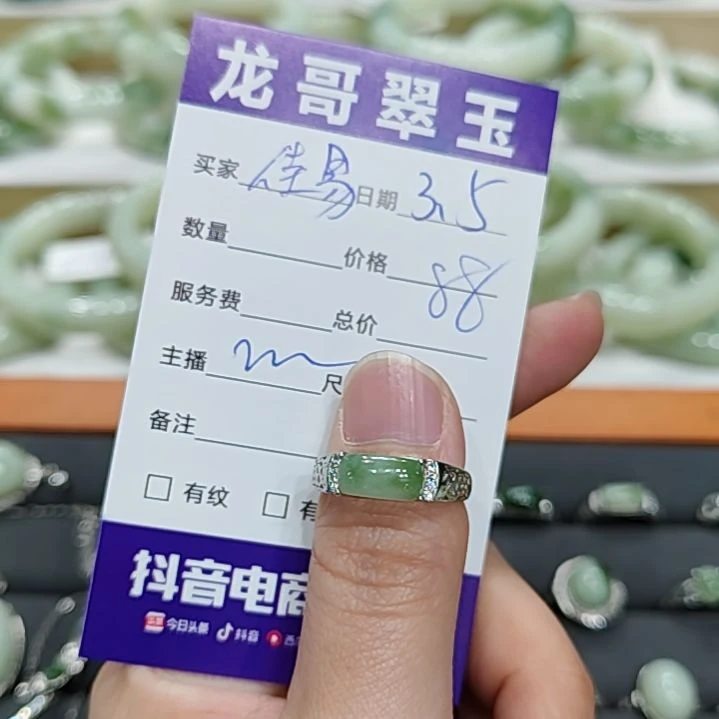 龙哥翠玉
买家 佳易 日期 3.5
数量 价格 88
服务费 总价
主播 尺
备注
有纹 有
抖音电商
今日头条 抖音 西